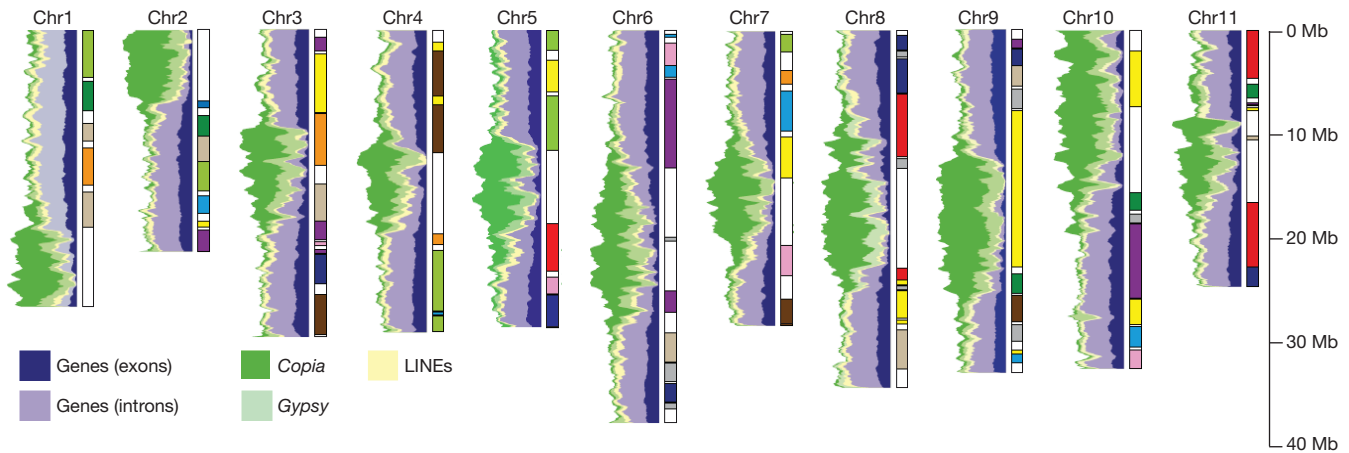 Chr1 Chr2 Chr3 Chr4 Chr5 Chr6 Chr7 Chr8 Chr9 Chr10 Chr11
0 Mb
10 Mb
20 Mb
30 Mb
40 Mb
Genes (exons) Copia LINEs
Genes (introns) Gypsy